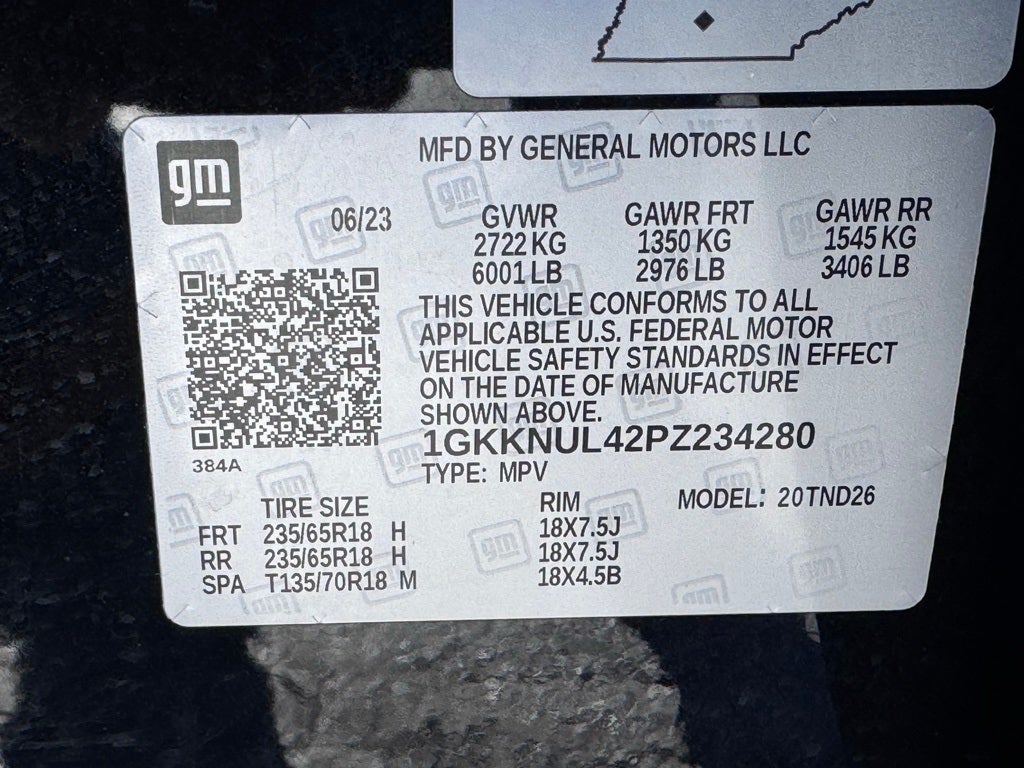 gm
MFD BY GENERAL MOTORS LLC
06/23 GVWR GAWR FRT GAWR RR
2722 KG 1350 KG 1545 KG
6001 LB 2976 LB 3406 LB
THIS VEHICLE CONFORMS TO ALL
APPLICABLE U.S. FEDERAL MOTOR
VEHICLE SAFETY STANDARDS IN EFFECT
ON THE DATE OF MANUFACTURE
SHOWN ABOVE.
1GKKNUL42PZ234280
384A
TYPE: MPV
TIRE SIZE RIM MODEL: 20TND26
FRT 235/65R18 H 18X7.5J
RR 235/65R18 H 18X7.5J
SPA T135/70R18 M 18X4.5B